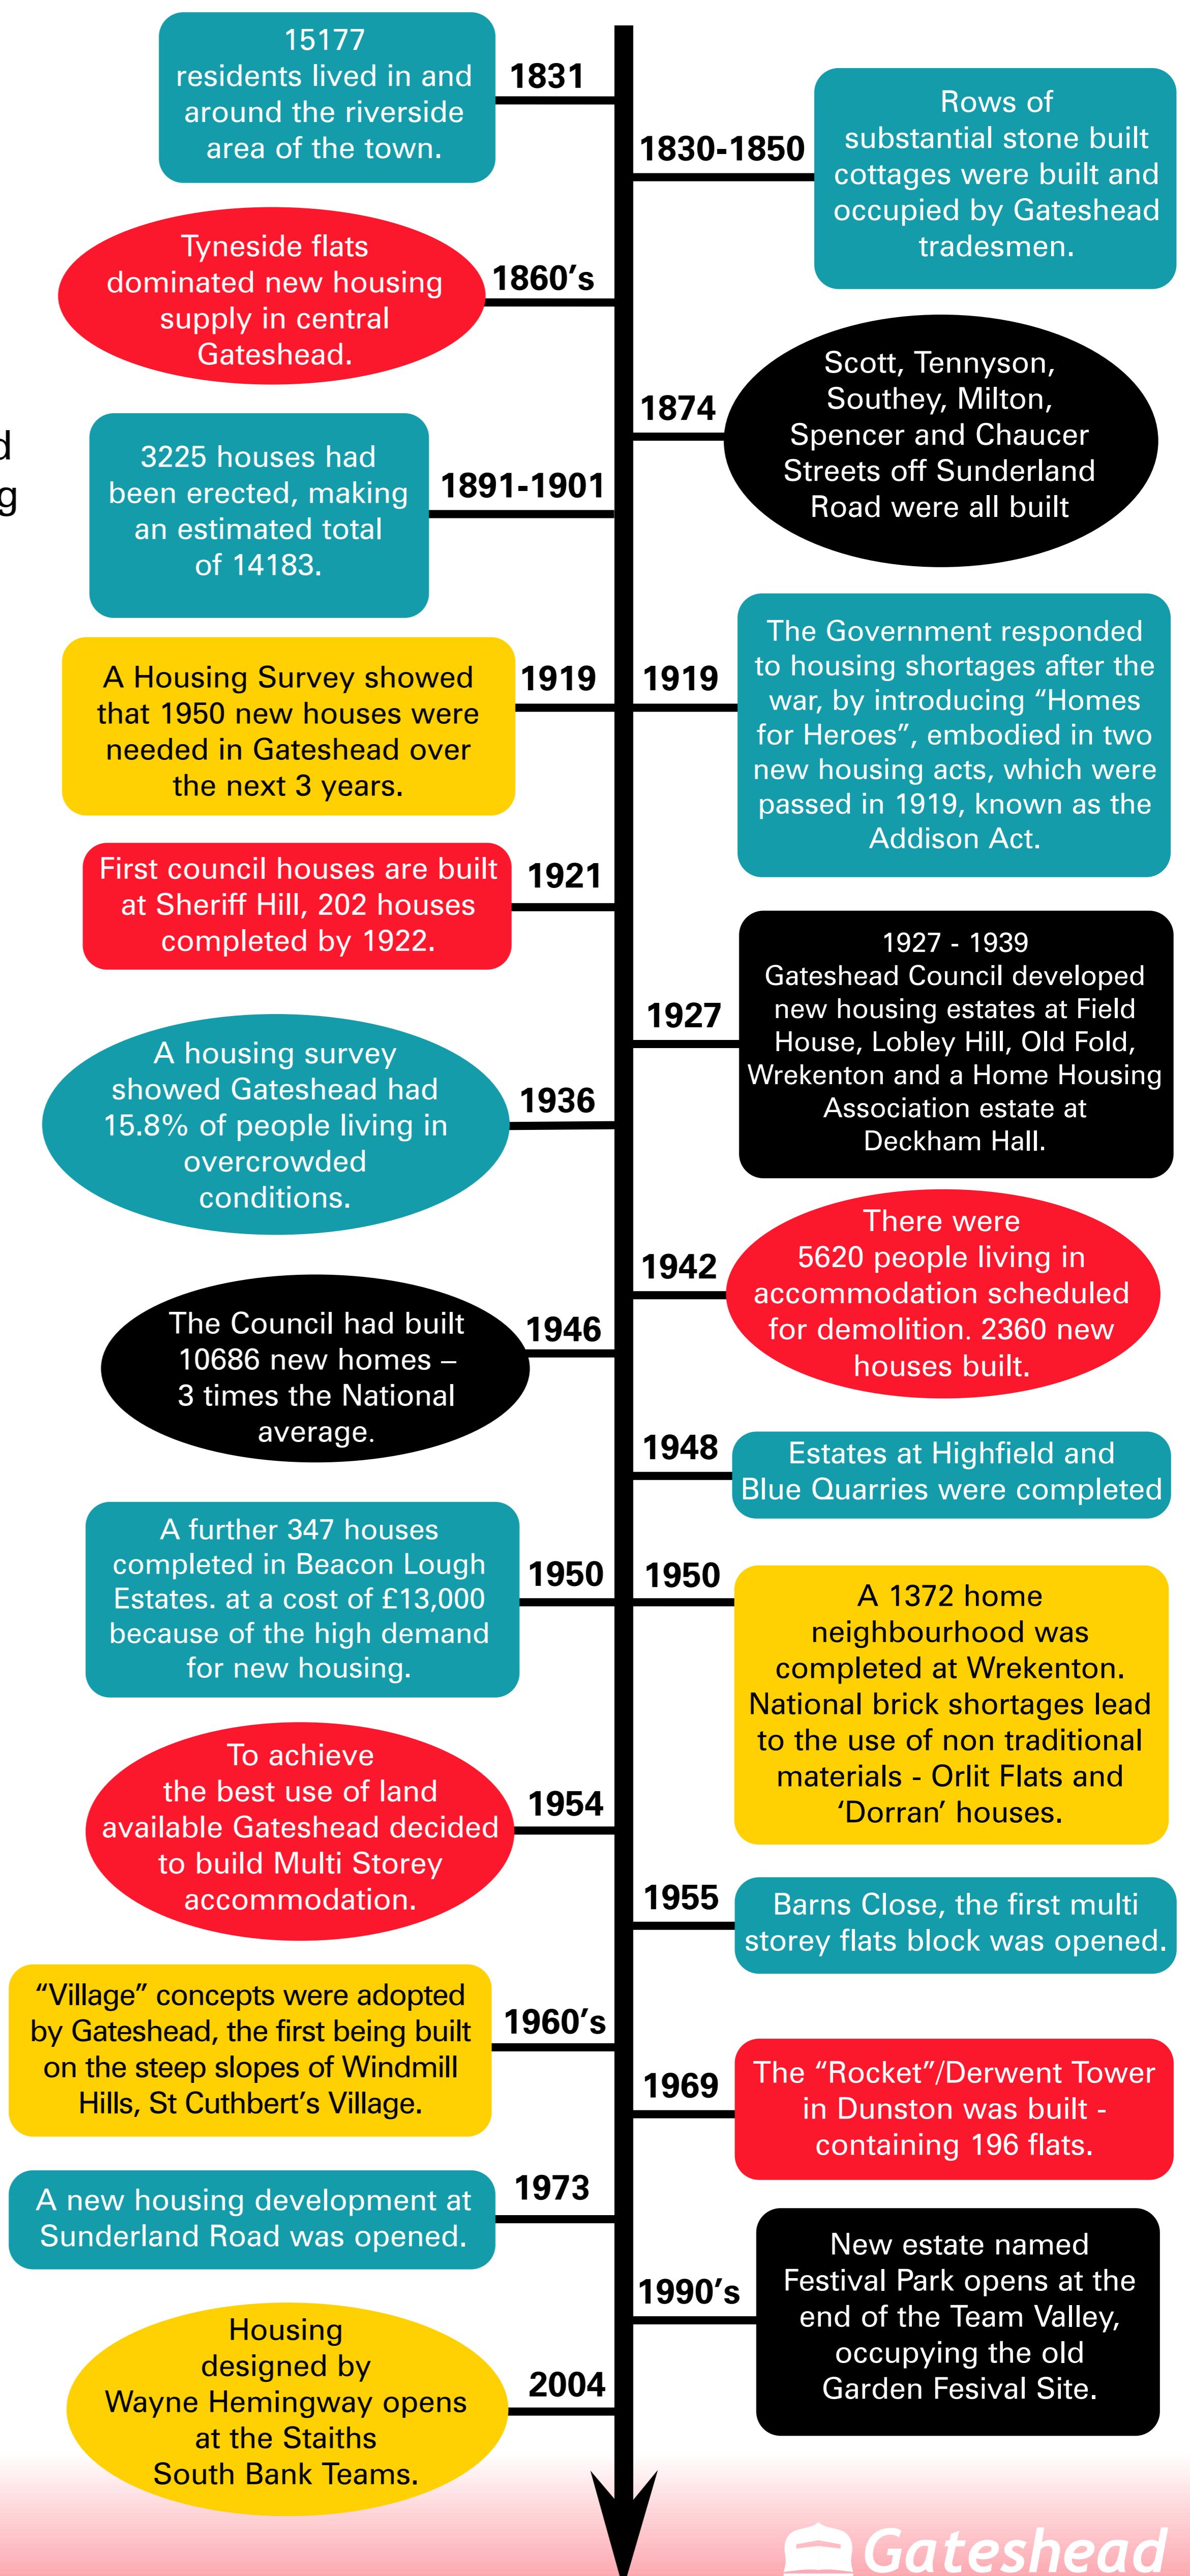 15177
residents lived in and
around the riverside
area of the town.
1831
1830-1850
Rows of
substantial stone built
cottages were built and
occupied by Gateshead
tradesmen.
Tyneside flats
dominated new housing
supply in central
Gateshead.
1860's
1874
Scott, Tennyson,
Southey, Milton,
Spencer and Chaucer
Streets off Sunderland
Road were all built
d
g
3225 houses had
been erected, making
an estimated total
of 14183.
1891-1901
A Housing Survey showed
that 1950 new houses were
needed in Gateshead over
the next 3 years.
1919
1919
The Government responded
to housing shortages after the
war, by introducing “Homes
for Heroes”, embodied in two
new housing acts, which were
passed in 1919, known as the
Addison Act.
First council houses are built
at Sheriff Hill, 202 houses
completed by 1922.
1921
1927
1927 - 1939
Gateshead Council developed
new housing estates at Field
House, Lobley Hill, Old Fold,
Wrekenton and a Home Housing
Association estate at
Deckham Hall.
A housing survey
showed Gateshead had
15.8% of people living in
overcrowded
conditions.
1936
1942
There were
5620 people living in
accommodation scheduled
for demolition. 2360 new
houses built.
The Council had built
10686 new homes –
3 times the National
average.
1946
1948
Estates at Highfield and
Blue Quarries were completed
A further 347 houses
completed in Beacon Lough
Estates. at a cost of £13,000
because of the high demand
for new housing.
1950
1950
A 1372 home
neighbourhood was
completed at Wrekenton.
National brick shortages lead
to the use of non traditional
materials - Orlit Flats and
‘Dorran’ houses.
To achieve
the best use of land
available Gateshead decided
to build Multi Storey
accommodation.
1954
1955
Barns Close, the first multi
storey flats block was opened.
“Village” concepts were adopted
by Gateshead, the first being built
on the steep slopes of Windmill
Hills, St Cuthbert’s Village.
1960’s
1969
The “Rocket”/Derwent Tower
in Dunston was built -
containing 196 flats.
A new housing development at
Sunderland Road was opened.
1973
1990’s
New estate named
Festival Park opens at the
end of the Team Valley,
occupying the old
Garden Fesival Site.
Housing
designed by
Wayne Hemingway opens
at the Staiths
South Bank Teams.
2004
Gateshead